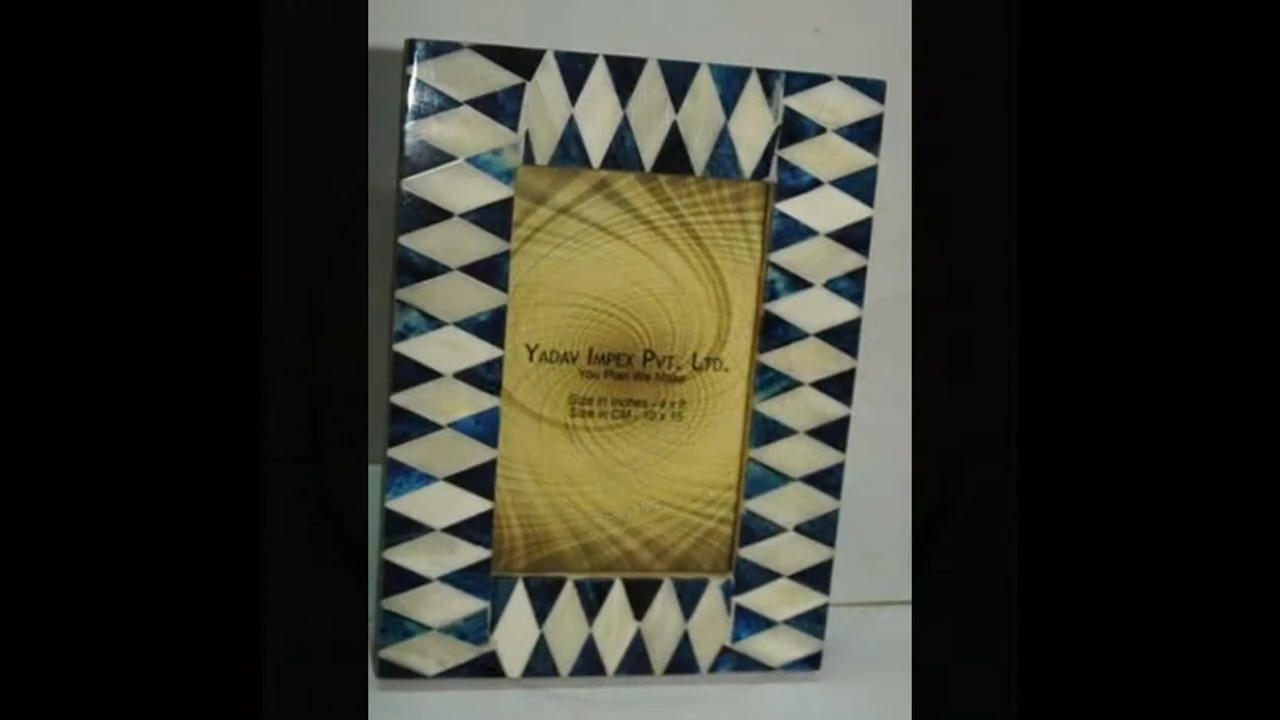 YADAV IMPEX PVT. LTD.
You Plan We Make
Size in Inches - 4 x 6
Size in CM - 10 x 15